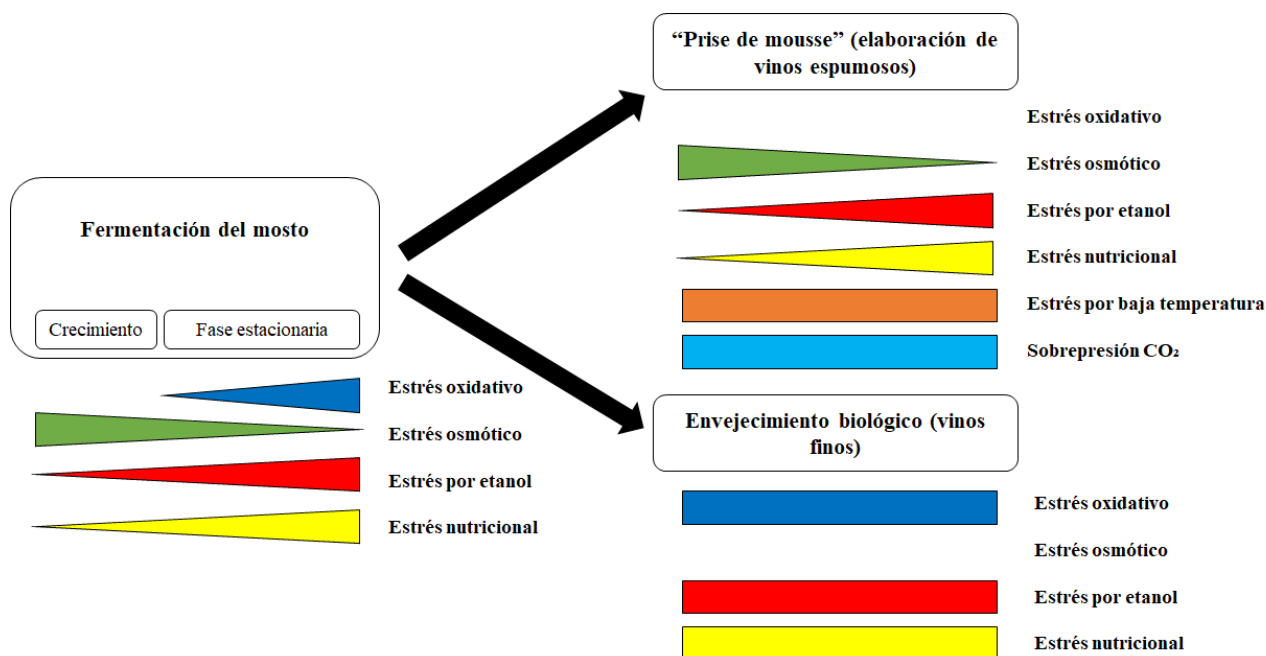 “Prise de mousse” (elaboración de
vinos espumosos)
Estrés oxidativo
Estrés osmótico
Estrés por etanol
Estrés nutricional
Estrés por baja temperatura
Sobrepresión CO₂
Fermentación del mosto
Crecimiento
Fase estacionaria
Estrés oxidativo
Estrés osmótico
Estrés por etanol
Estrés nutricional
Envejecimiento biológico (vinos
finos)
Estrés oxidativo
Estrés osmótico
Estrés por etanol
Estrés nutricional